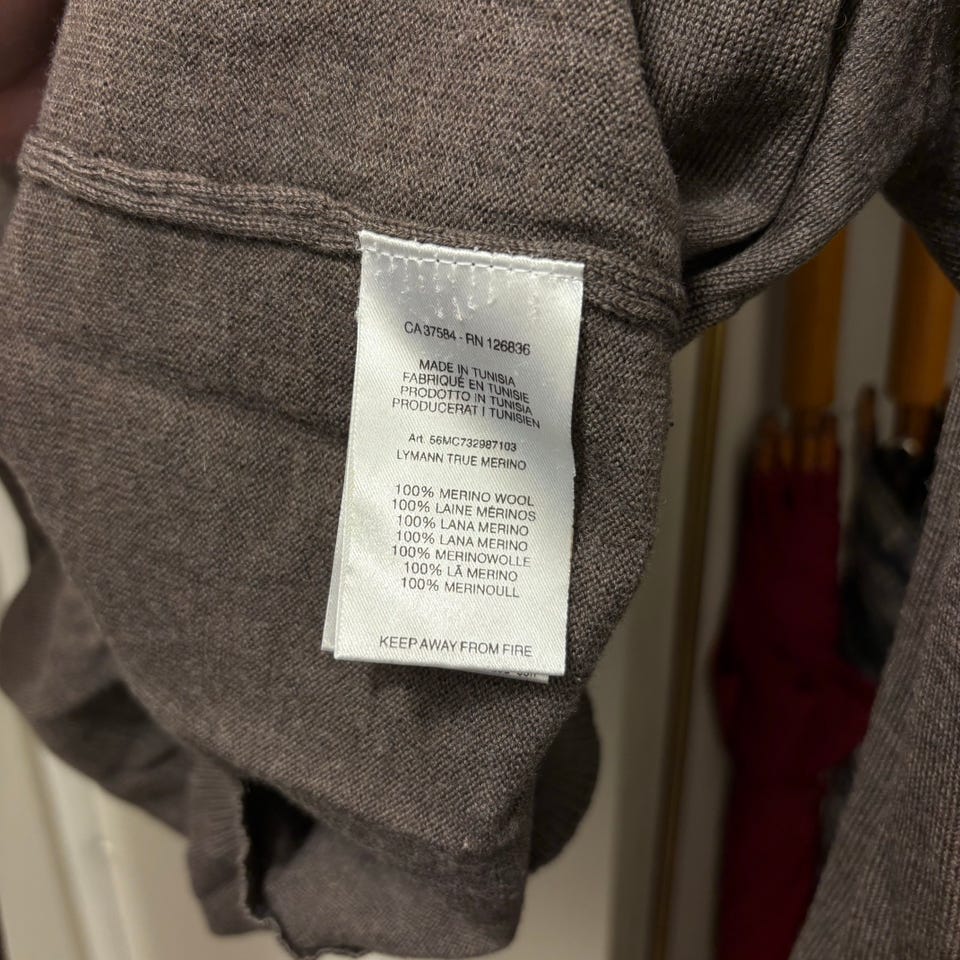 CA 37584 - RN 126836
MADE IN TUNISIA
FABRIQUÉ EN TUNISIE
PRODOTTO IN TUNISIA
PRODUCERAT I TUNISIEN
Art. 56MC732987103
LYMANN TRUE MERINO
100% MERINO WOOL
100% LAINE MÉRINOS
100% LANA MERINO
100% LANA MERINO
100% MERINOWOLLE
100% LÃ MERINO
100% MERINOULL
KEEP AWAY FROM FIRE